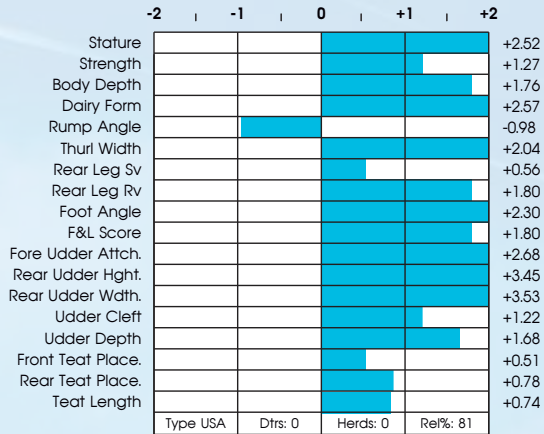 -2 -1 0 +1 +2
Stature +2.52
Strength +1.27
Body Depth +1.76
Dairy Form +2.57
Rump Angle -0.98
Thurl Width +2.04
Rear Leg Sv +0.56
Rear Leg Rv +1.80
Foot Angle +2.30
F&L Score +1.80
Fore Udder Attch. +2.68
Rear Udder Hght. +3.45
Rear Udder Wdth. +3.53
Udder Cleft +1.22
Udder Depth +1.68
Front Teat Place. +0.51
Rear Teat Place. +0.78
Teat Length +0.74
Type USA Dtrs: 0 Herds: 0 Rel%: 81